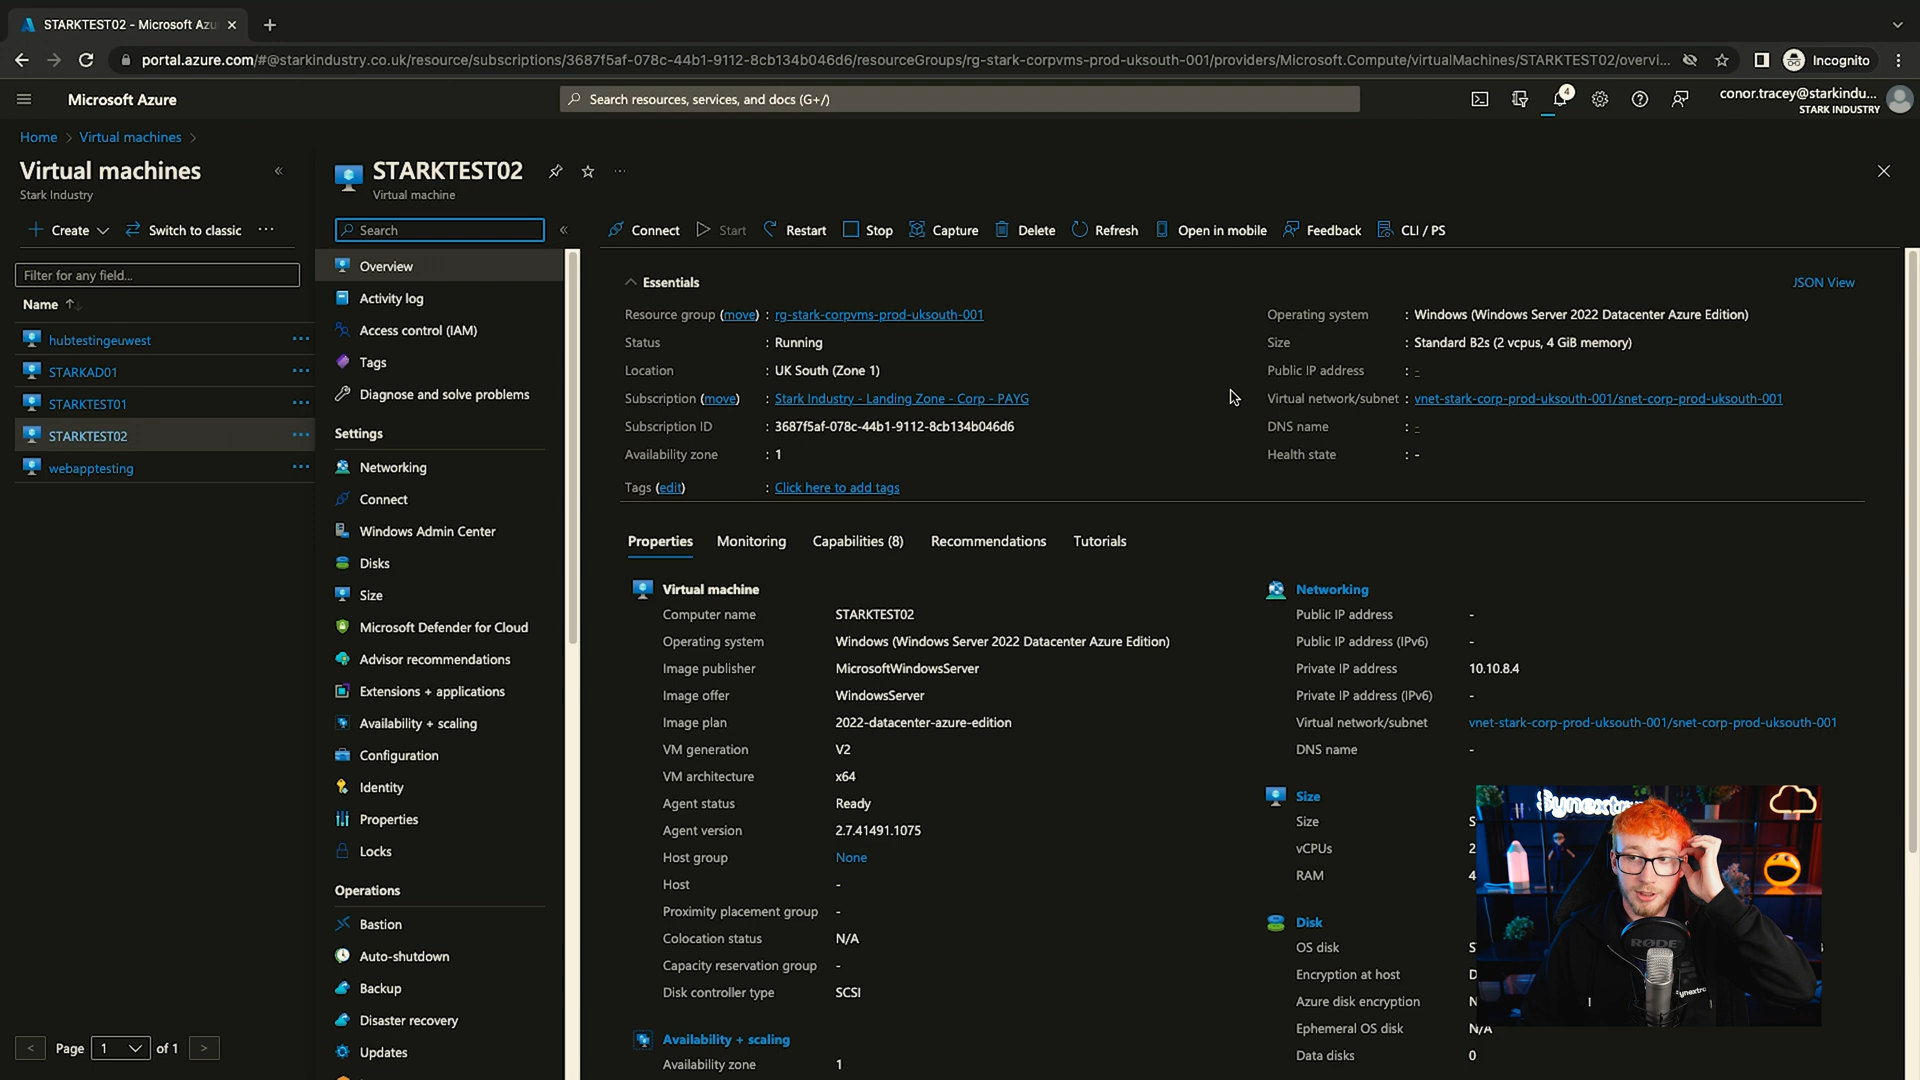 STARKTEST02 - Microsoft Azu
portal.azure.com/#@starkindustry.co.uk/resource/subscriptions/3687f5af-078c-44b1-9112-8cb134b046d6/resourceGroups/rg-stark-corpvms-prod-uksouth-001/providers/Microsoft.Compute/virtualMachines/STARKTEST02/overvi...
Incognito
Microsoft Azure
Search resources, services, and docs (G+/)
4
conor.tracey@starkindu...
STARK INDUSTRY
Home > Virtual machines >
Virtual machines
Stark Industry
Create
Switch to classic
Filter for any field...
Name
hubtestingeuwest
STARKAD01
STARKTEST01
STARKTEST02
webapptesting
< Page 1 of 1 >
STARKTEST02
Virtual machine
Search
Overview
Activity log
Access control (IAM)
Tags
Diagnose and solve problems
Settings
Networking
Connect
Windows Admin Center
Disks
Size
Microsoft Defender for Cloud
Advisor recommendations
Extensions + applications
Availability + scaling
Configuration
Identity
Properties
Locks
Operations
Bastion
Auto-shutdown
Backup
Disaster recovery
Updates
Connect Start Restart Stop Capture Delete Refresh Open in mobile Feedback CLI / PS
Essentials
JSON View
Resource group (move) : rg-stark-corpvms-prod-uksouth-001
Status : Running
Location : UK South (Zone 1)
Subscription (move) : Stark Industry - Landing Zone - Corp - PAYG
Subscription ID : 3687f5af-078c-44b1-9112-8cb134b046d6
Availability zone : 1
Tags (edit) : Click here to add tags
Operating system : Windows (Windows Server 2022 Datacenter Azure Edition)
Size : Standard B2s (2 vcpus, 4 GiB memory)
Public IP address : -
Virtual network/subnet : vnet-stark-corp-prod-uksouth-001/snet-corp-prod-uksouth-001
DNS name : -
Health state : -
Properties Monitoring Capabilities (8) Recommendations Tutorials
Virtual machine
Computer name STARKTEST02
Operating system Windows (Windows Server 2022 Datacenter Azure Edition)
Image publisher MicrosoftWindowsServer
Image offer WindowsServer
Image plan 2022-datacenter-azure-edition
VM generation V2
VM architecture x64
Agent status Ready
Agent version 2.7.41491.1075
Host group None
Host -
Proximity placement group -
Colocation status N/A
Capacity reservation group -
Disk controller type SCSI
Availability + scaling
Availability zone 1
Networking
Public IP address -
Public IP address (IPv6) -
Private IP address 10.10.8.4
Private IP address (IPv6) -
Virtual network/subnet vnet-stark-corp-prod-uksouth-001/snet-corp-prod-uksouth-001
DNS name -
Size
Size S
vCPUs 2
RAM 4
Disk
OS disk S
Encryption at host D
Azure disk encryption N
Ephemeral OS disk N/A
Data disks 0
Synextra
RØDE
synextra